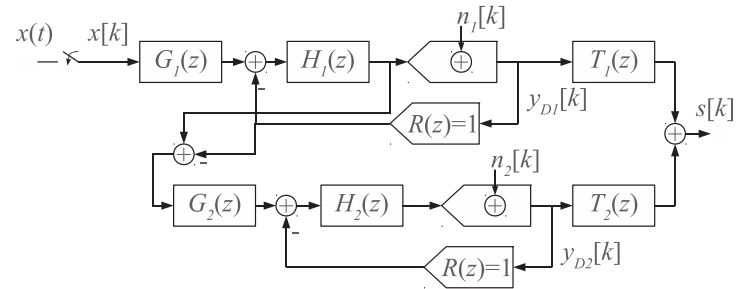 x(t) x[k] G1(z) H1(z) n1[k] T1(z)
yD1[k]
R(z)=1
s[k]
n2[k]
G2(z) H2(z) T2(z)
yD2[k]
R(z)=1